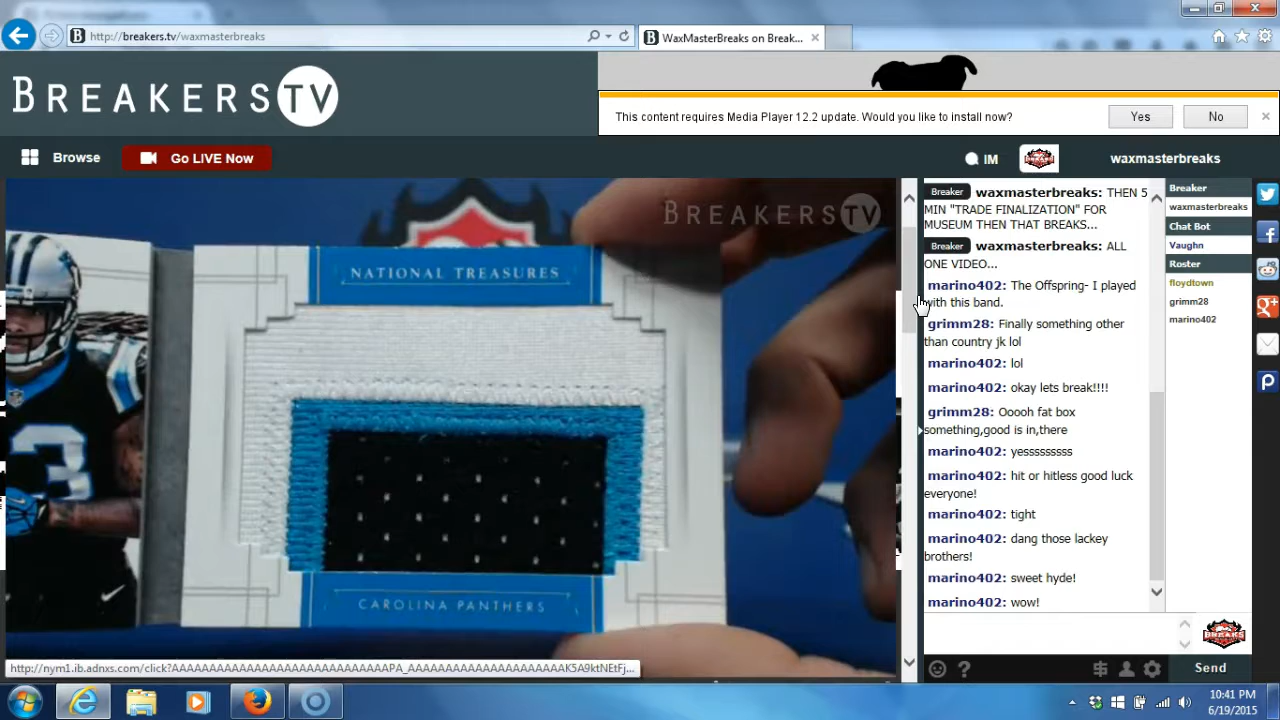 http://breakers.tv/waxmasterbreaks
WaxMasterBreaks on Break...
BREAKERSTV
This content requires Media Player 12.2 update. Would you like to install now?
Yes
No
Browse
Go LIVE Now
IM
waxmasterbreaks
BREAKERSTV
NATIONAL TREASURES
CAROLINA PANTHERS
3
Breaker waxmasterbreaks: THEN 5
MIN "TRADE FINALIZATION" FOR
MUSEUM THEN THAT BREAKS...
Breaker waxmasterbreaks: ALL
ONE VIDEO...
marino402: The Offspring- I played
with this band.
grimm28: Finally something other
than country jk lol
marino402: lol
marino402: okay lets break!!!!
grimm28: Ooooh fat box
something,good is in,there
marino402: yesssssssss
marino402: hit or hitless good luck
everyone!
marino402: tight
marino402: dang those lackey
brothers!
marino402: sweet hyde!
marino402: wow!
Breaker
waxmasterbreaks
Chat Bot
Vaughn
Roster
floydtown
grimm28
marino402
BREAKS
Send
10:41 PM
6/19/2015